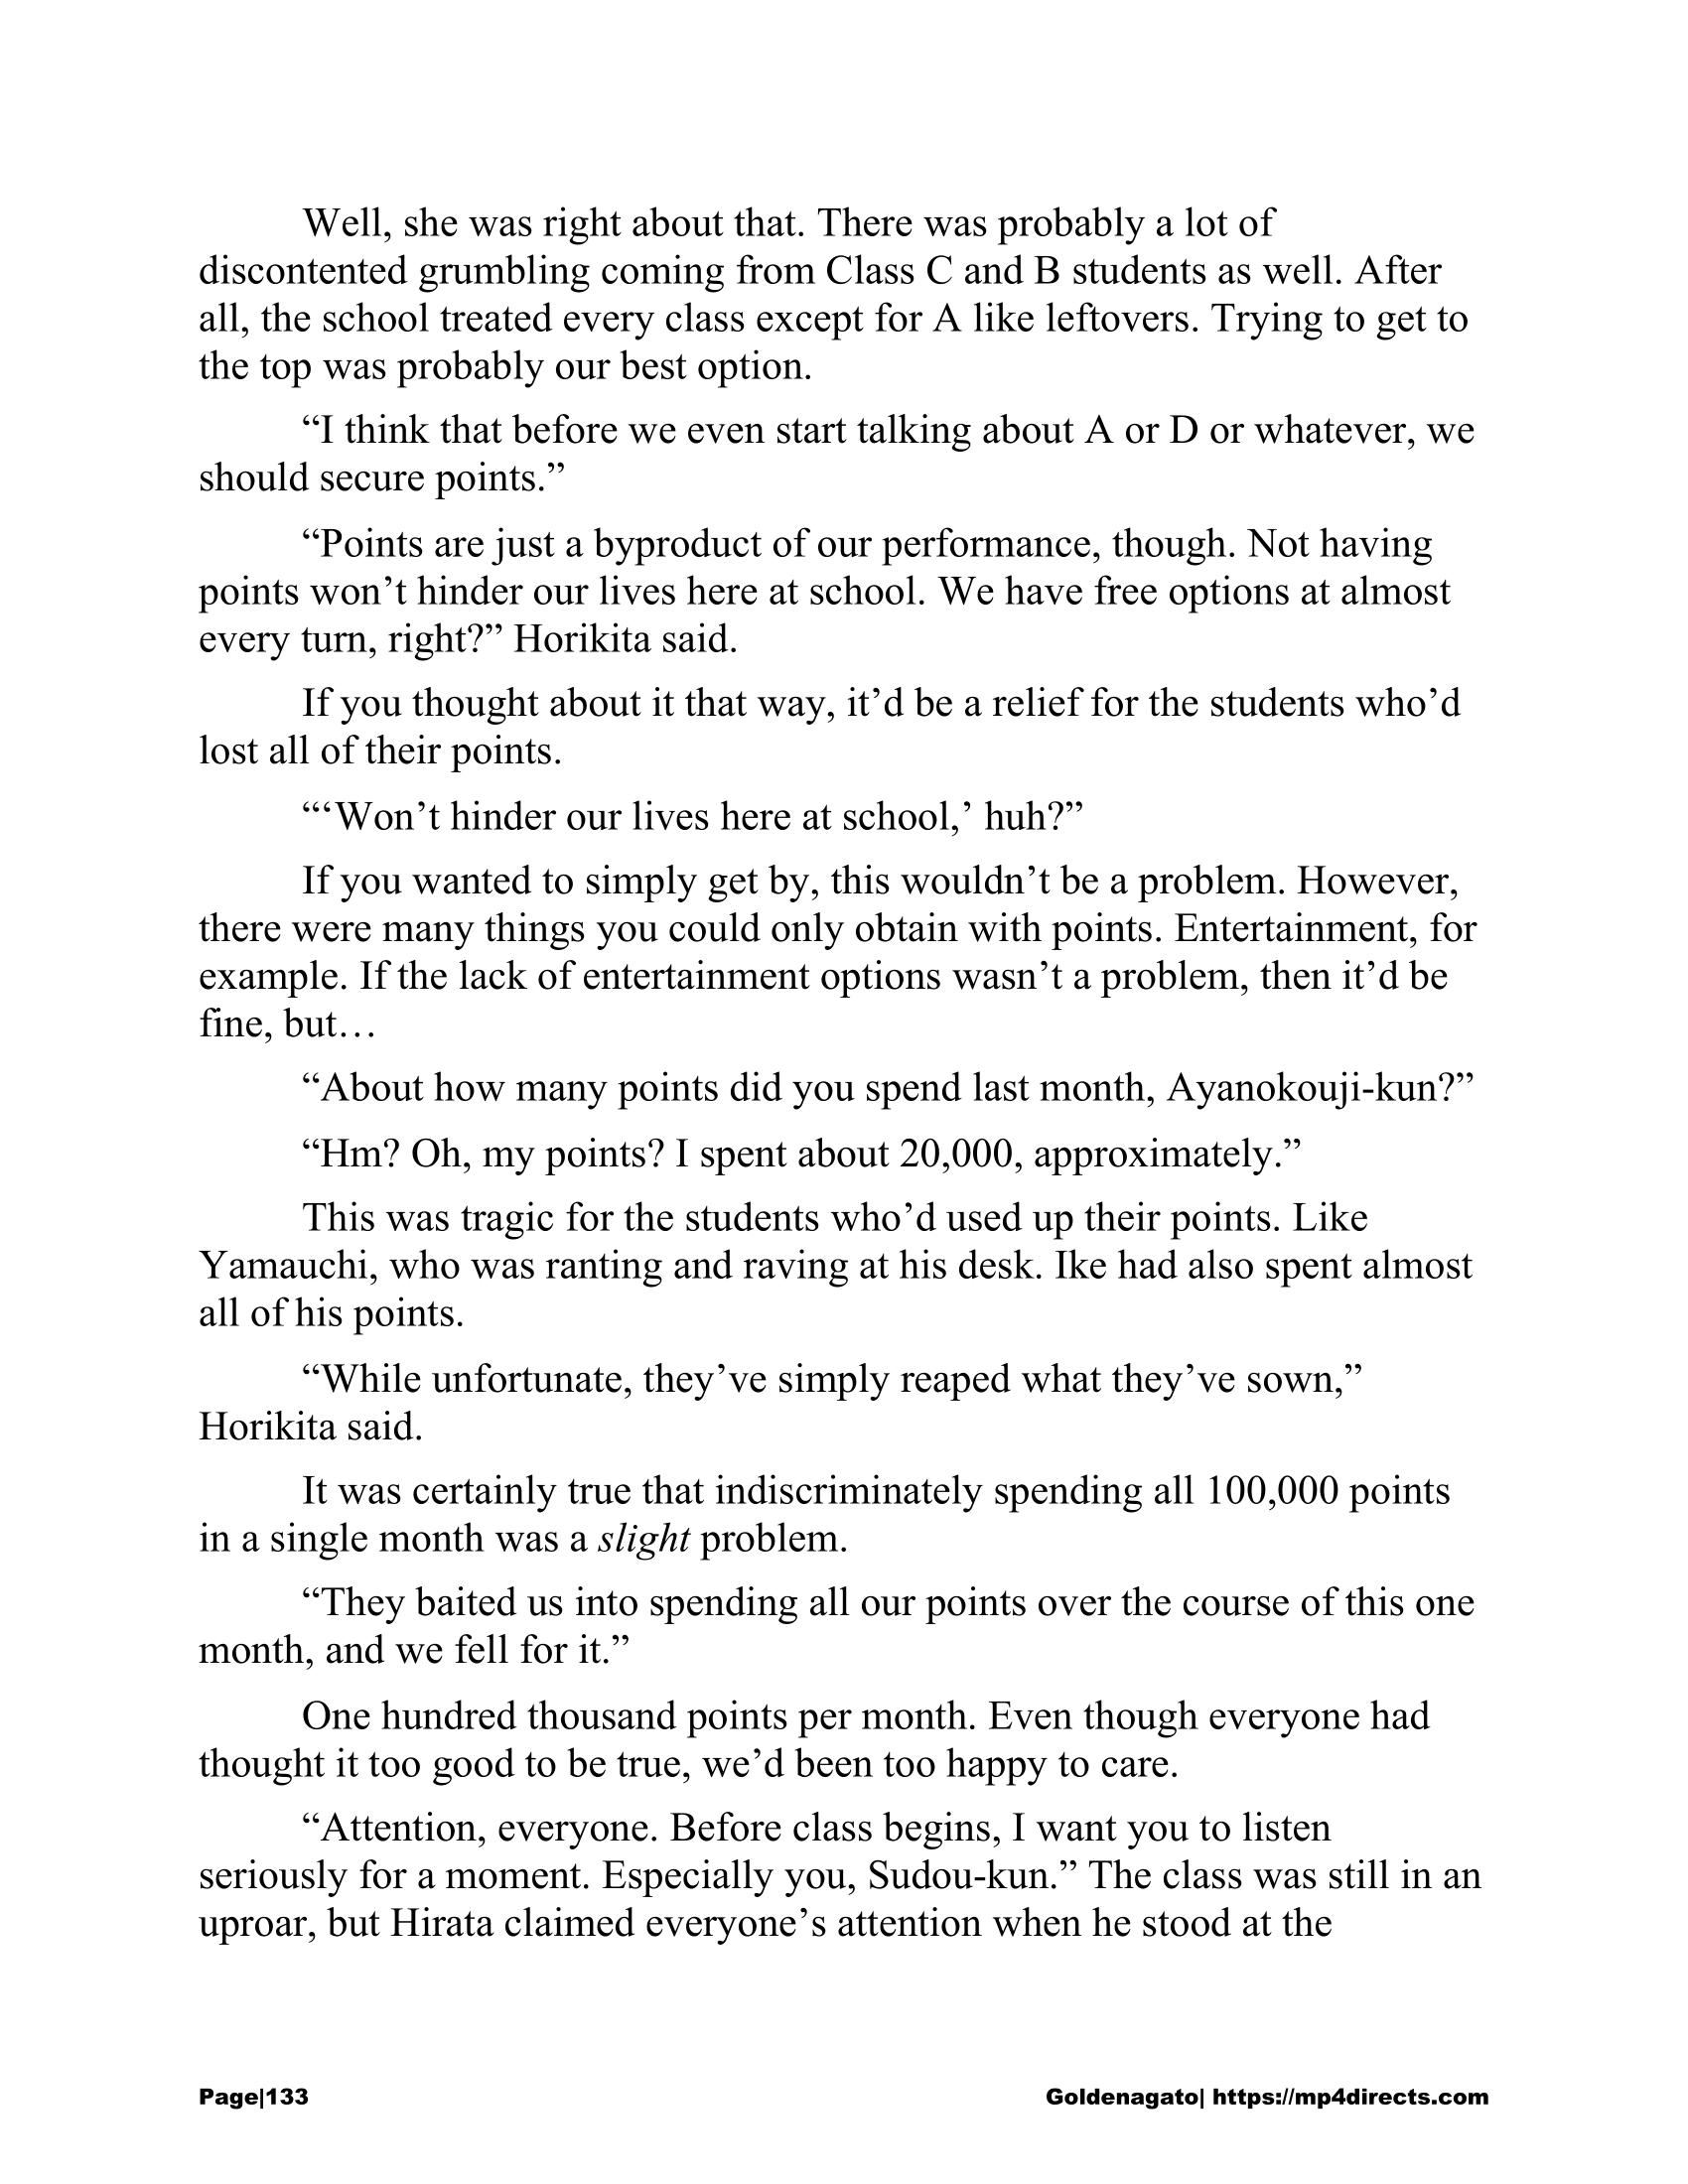 Well, she was right about that. There was probably a lot of
discontented grumbling coming from Class C and B students as well. After
all, the school treated every class except for A like leftovers. Trying to get to
the top was probably our best option.
“I think that before we even start talking about A or D or whatever, we
should secure points.”
“Points are just a byproduct of our performance, though. Not having
points won’t hinder our lives here at school. We have free options at almost
every turn, right?” Horikita said.
If you thought about it that way, it’d be a relief for the students who’d
lost all of their points.
“‘Won’t hinder our lives here at school,’ huh?”
If you wanted to simply get by, this wouldn’t be a problem. However,
there were many things you could only obtain with points. Entertainment, for
example. If the lack of entertainment options wasn’t a problem, then it’d be
fine, but…
“About how many points did you spend last month, Ayanokouji-kun?”
“Hm? Oh, my points? I spent about 20,000, approximately.”
This was tragic for the students who’d used up their points. Like
Yamauchi, who was ranting and raving at his desk. Ike had also spent almost
all of his points.
“While unfortunate, they’ve simply reaped what they’ve sown,”
Horikita said.
It was certainly true that indiscriminately spending all 100,000 points
in a single month was a slight problem.
“They baited us into spending all our points over the course of this one
month, and we fell for it.”
One hundred thousand points per month. Even though everyone had
thought it too good to be true, we’d been too happy to care.
“Attention, everyone. Before class begins, I want you to listen
seriously for a moment. Especially you, Sudou-kun.” The class was still in an
uproar, but Hirata claimed everyone’s attention when he stood at the
Page|133
Goldenagato| https://mp4directs.com